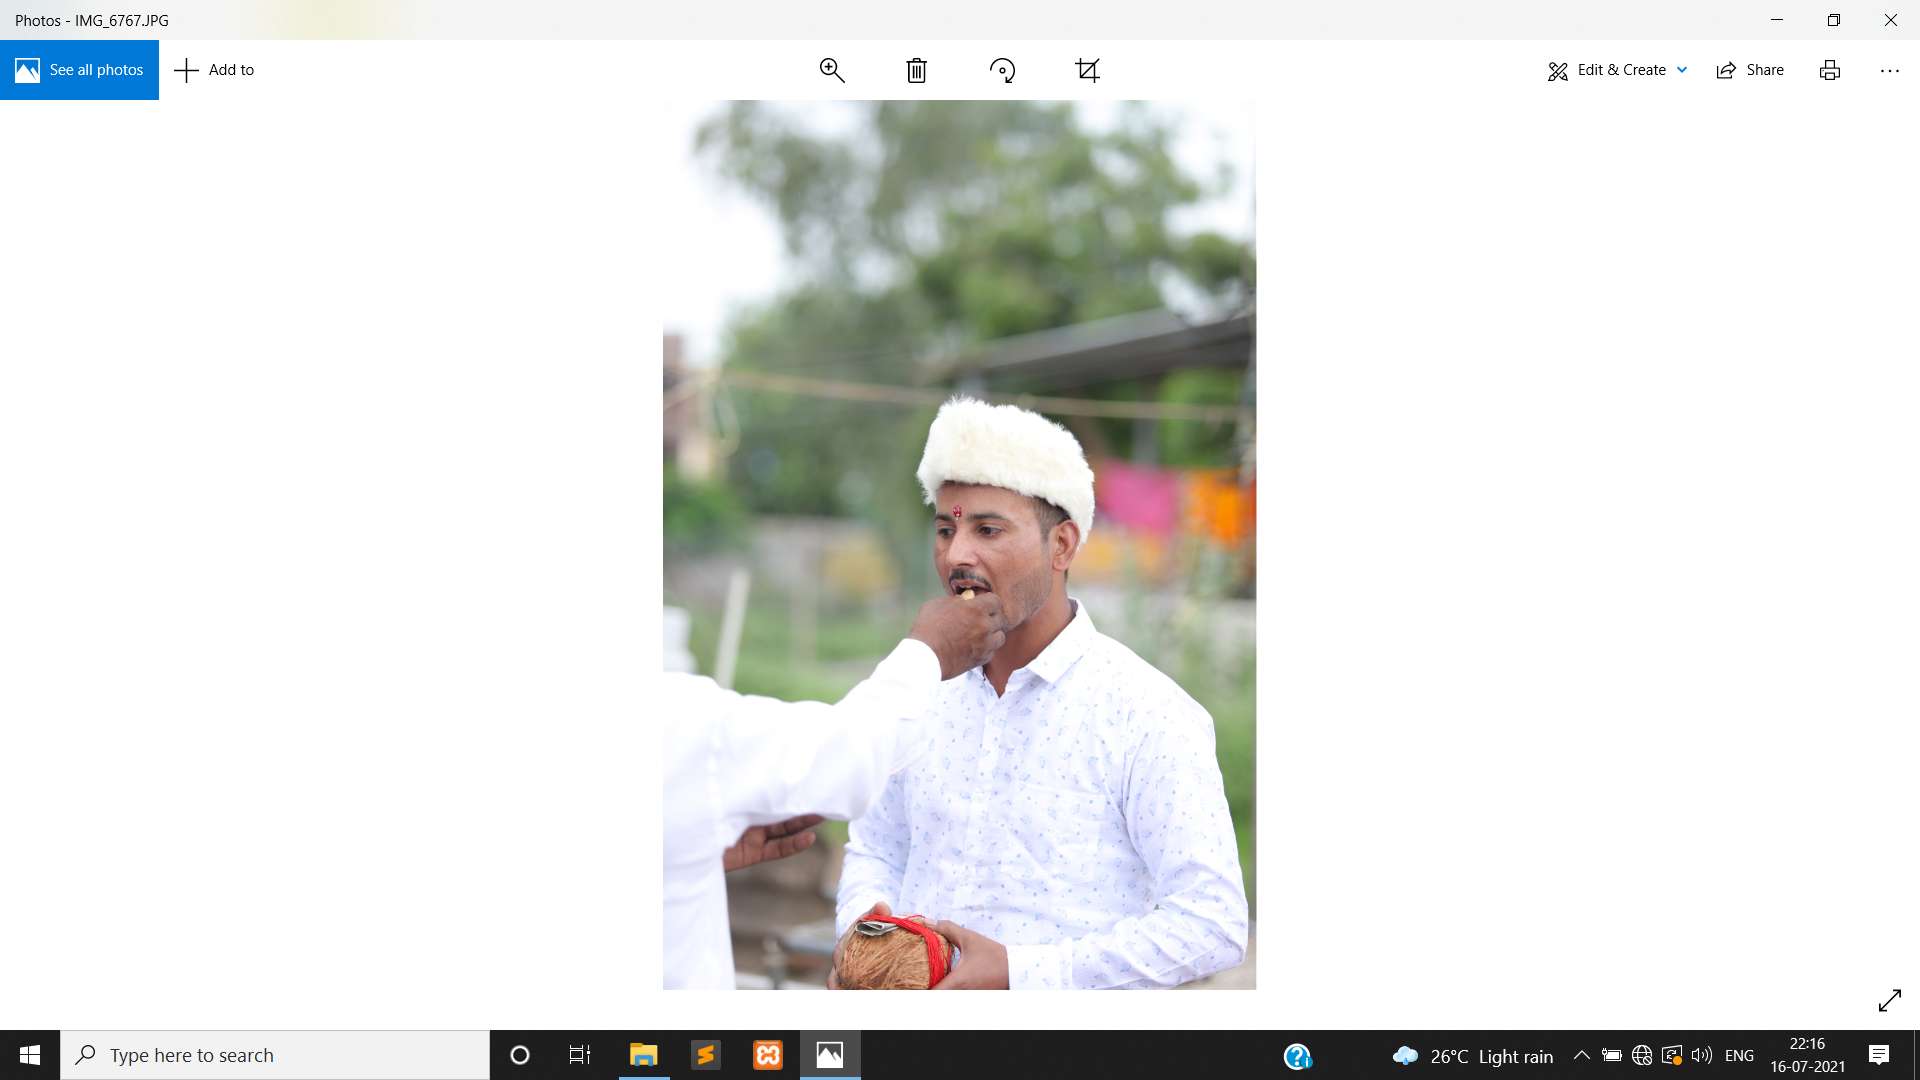 Photos - IMG_6767.JPG
See all photos
Add to
Edit & Create
Share
Type here to search
26°C Light rain
ENG
22:16
16-07-2021